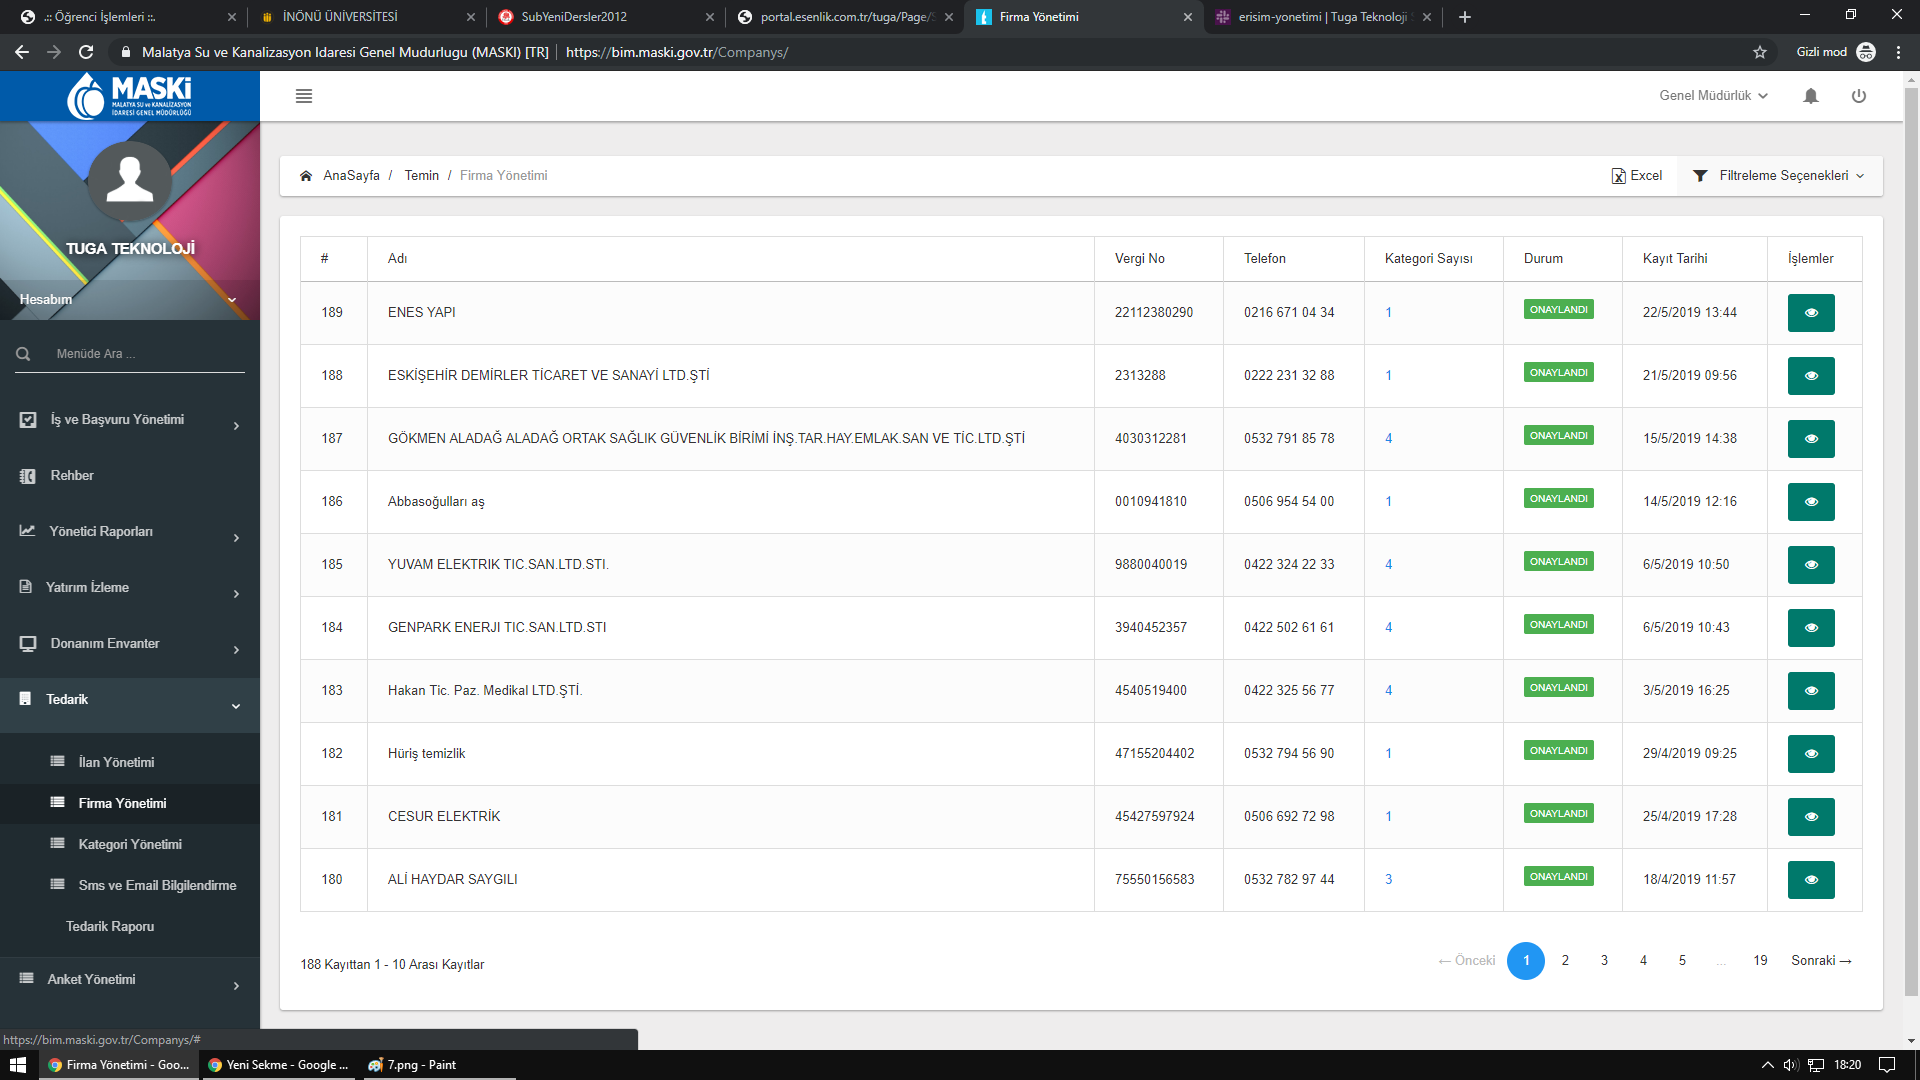 .:: Öğrenci İşlemleri ::.
İNÖNÜ ÜNİVERSİTESİ
SubYeniDersler2012
portal.esenlik.com.tr/tuga/Page/
Firma Yönetimi
erisim-yonetimi | Tuga Teknoloji
Malatya Su ve Kanalizasyon Idaresi Genel Mudurlugu (MASKI) [TR] https://bim.maski.gov.tr/Companys/
Gizli mod
MASKİ
MALATYA SU ve KANALİZASYON
İDARESİ GENEL MÜDÜRLÜĞÜ
Genel Müdürlük
TUGA TEKNOLOJİ
Hesabım
Menüde Ara ...
İş ve Başvuru Yönetimi
Rehber
Yönetici Raporları
Yatırım İzleme
Donanım Envanter
Tedarik
İlan Yönetimi
Firma Yönetimi
Kategori Yönetimi
Sms ve Email Bilgilendirme
Tedarik Raporu
Anket Yönetimi
AnaSayfa / Temin / Firma Yönetimi
Excel
Filtreleme Seçenekleri
# Adı Vergi No Telefon Kategori Sayısı Durum Kayıt Tarihi İşlemler
189 ENES YAPI 22112380290 0216 671 04 34 1 ONAYLANDI 22/5/2019 13:44
188 ESKİŞEHİR DEMİRLER TİCARET VE SANAYİ LTD.ŞTİ 2313288 0222 231 32 88 1 ONAYLANDI 21/5/2019 09:56
187 GÖKMEN ALADAĞ ALADAĞ ORTAK SAĞLIK GÜVENLİK BİRİMİ İNŞ.TAR.HAY.EMLAK.SAN VE TİC.LTD.ŞTİ 4030312281 0532 791 85 78 4 ONAYLANDI 15/5/2019 14:38
186 Abbasoğulları aş 0010941810 0506 954 54 00 1 ONAYLANDI 14/5/2019 12:16
185 YUVAM ELEKTRIK TIC.SAN.LTD.STI. 9880040019 0422 324 22 33 4 ONAYLANDI 6/5/2019 10:50
184 GENPARK ENERJI TIC.SAN.LTD.STI 3940452357 0422 502 61 61 4 ONAYLANDI 6/5/2019 10:43
183 Hakan Tic. Paz. Medikal LTD.ŞTİ. 4540519400 0422 325 56 77 4 ONAYLANDI 3/5/2019 16:25
182 Hüriş temizlik 47155204402 0532 794 56 90 1 ONAYLANDI 29/4/2019 09:25
181 CESUR ELEKTRİK 45427597924 0506 692 72 98 1 ONAYLANDI 25/4/2019 17:28
180 ALİ HAYDAR SAYGILI 75550156583 0532 782 97 44 3 ONAYLANDI 18/4/2019 11:57
188 Kayıttan 1 - 10 Arası Kayıtlar
← Önceki 1 2 3 4 5 ... 19 Sonraki →
https://bim.maski.gov.tr/Companys/#
Firma Yönetimi - Goo...
Yeni Sekme - Google ...
7.png - Paint
18:20